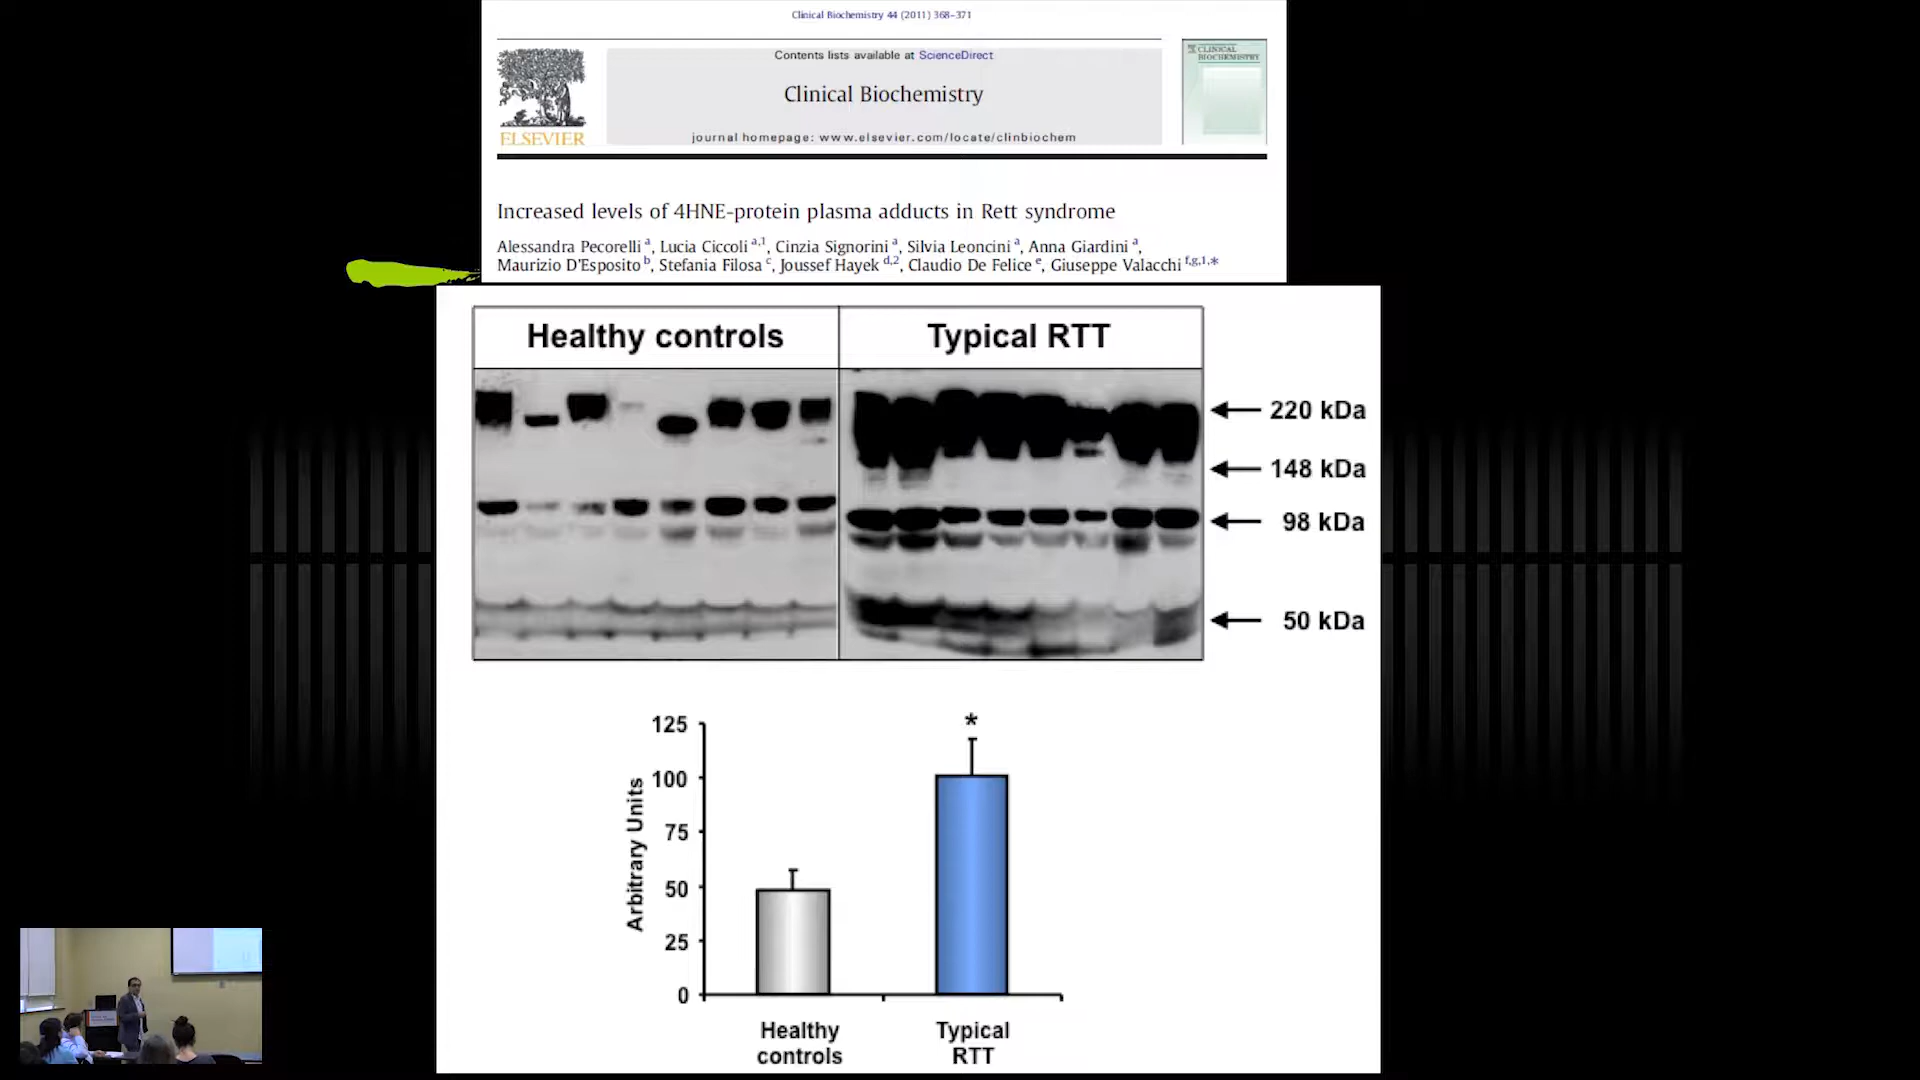 Clinical Biochemistry 44 (2011) 368–371
Contents lists available at ScienceDirect
Clinical Biochemistry
journal homepage: www.elsevier.com/locate/clinbiochem
ELSEVIER
CLINICAL
BIOCHEMISTRY
Increased levels of 4HNE-protein plasma adducts in Rett syndrome
Alessandra Pecorelli a, Lucia Ciccoli a,1, Cinzia Signorini a, Silvia Leoncini a, Anna Giardini a,
Maurizio D'Esposito b, Stefania Filosa c, Joussef Hayek d,2, Claudio De Felice e, Giuseppe Valacchi f,g,1,*
Healthy controls
Typical RTT
220 kDa
148 kDa
98 kDa
50 kDa
Arbitrary Units
125
100
75
50
25
0
*
Healthy
controls
Typical
RTT